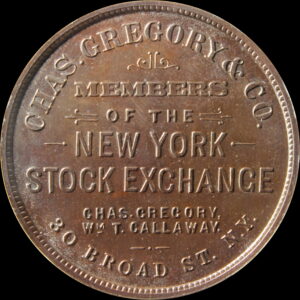 CHAS. GREGORY & CO.
MEMBERS
OF THE
NEW YORK
STOCK EXCHANGE
CHAS. GREGORY,
WM T. CALLAWAY.
30 BROAD ST. N.Y.